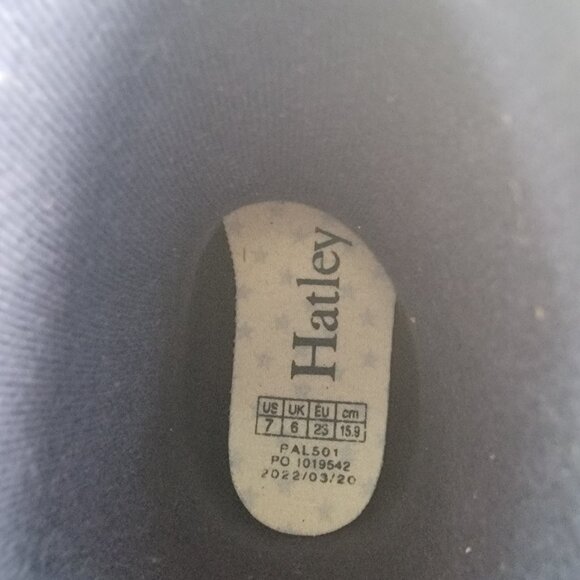 Hatley
US UK EU cm
7 6 23 15.9
PAL501
PO 1019542
2022/03/20